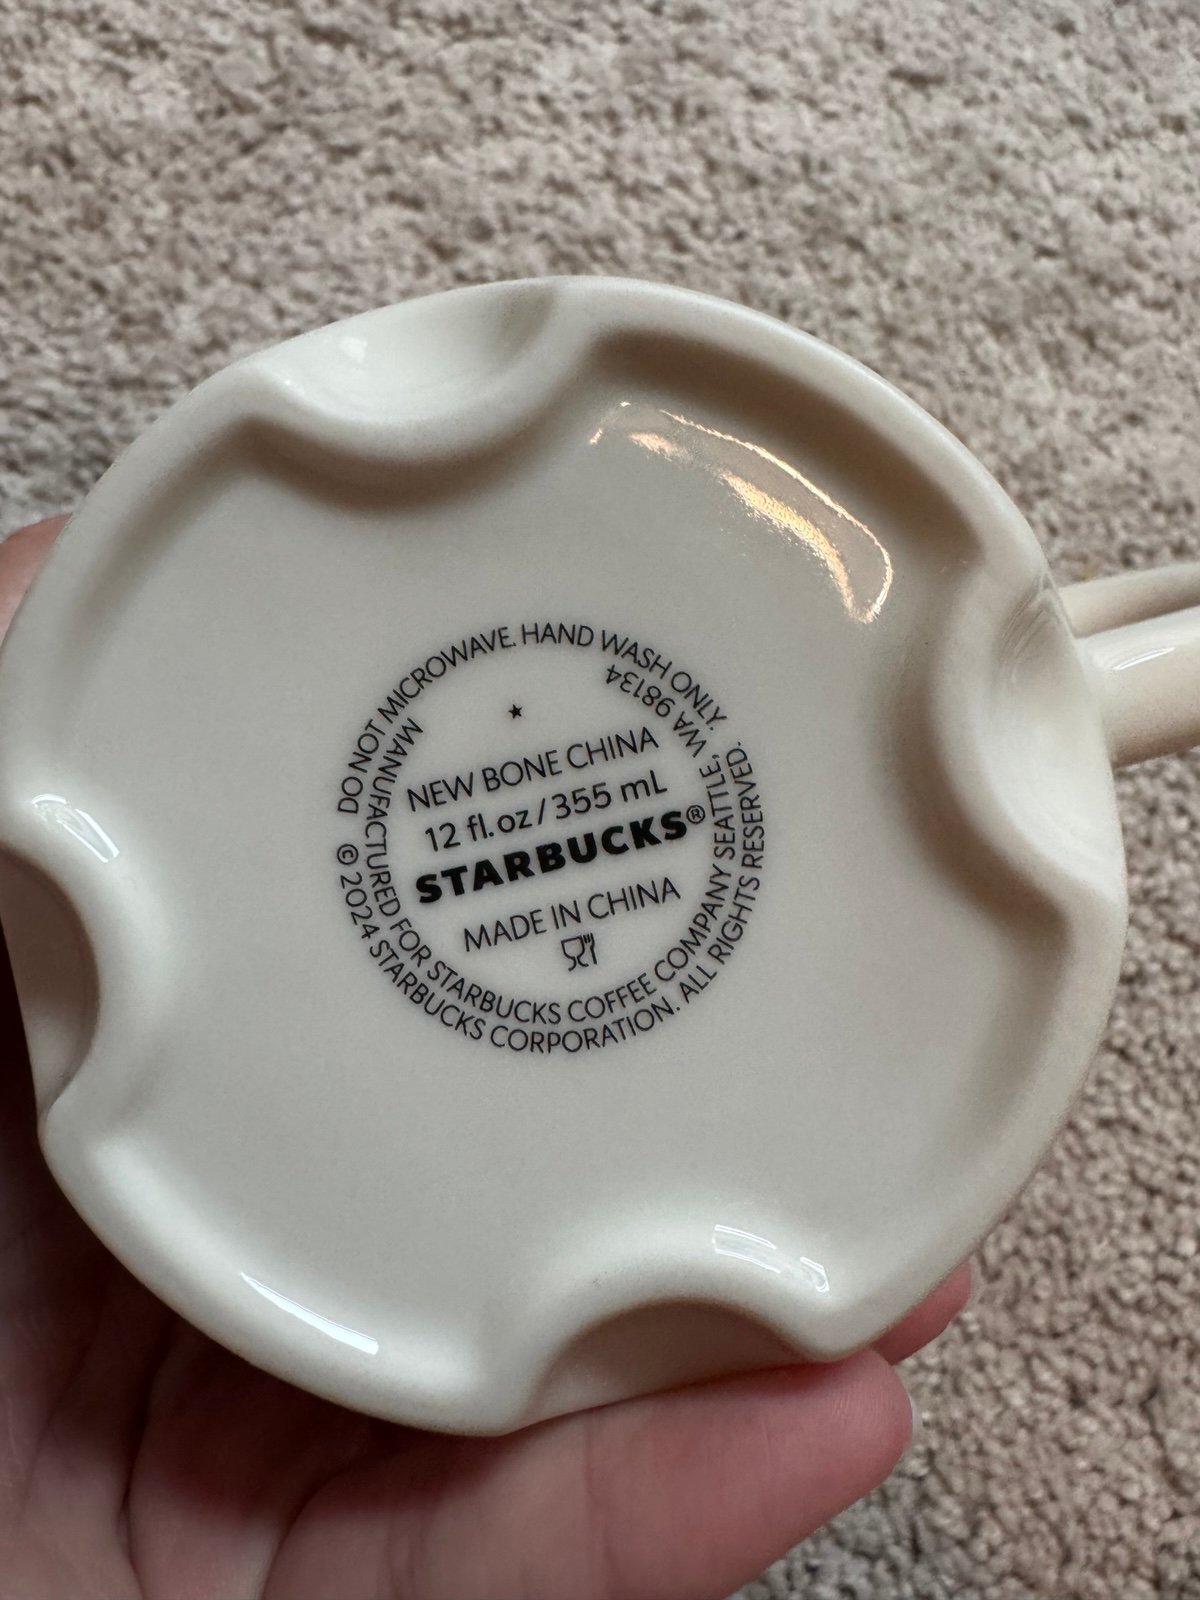 DO NOT MICROWAVE. HAND WASH ONLY.
MANUFACTURED FOR STARBUCKS COFFEE COMPANY SEATTLE, WA 98134
© 2024 STARBUCKS CORPORATION. ALL RIGHTS RESERVED.
NEW BONE CHINA
12 fl.oz/355 mL
STARBUCKS®
MADE IN CHINA